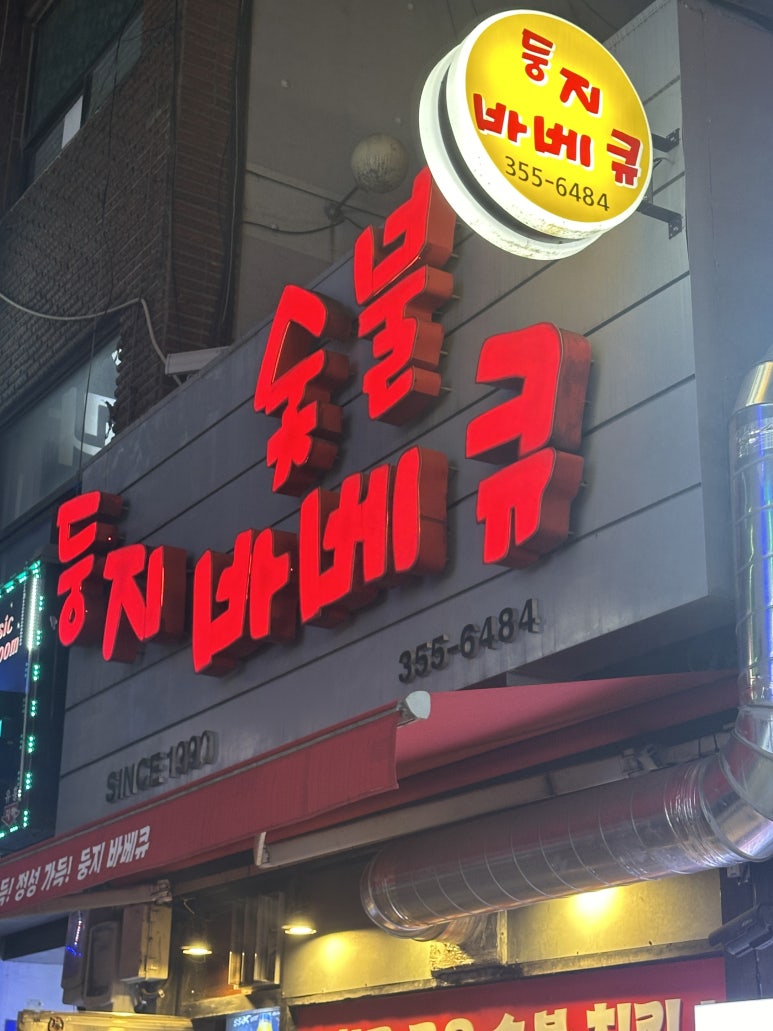 둥지
바베큐
355-6484
숯불
둥지 바베큐
355-6484
SINCE 1990
정성 가득! 둥지 바베큐